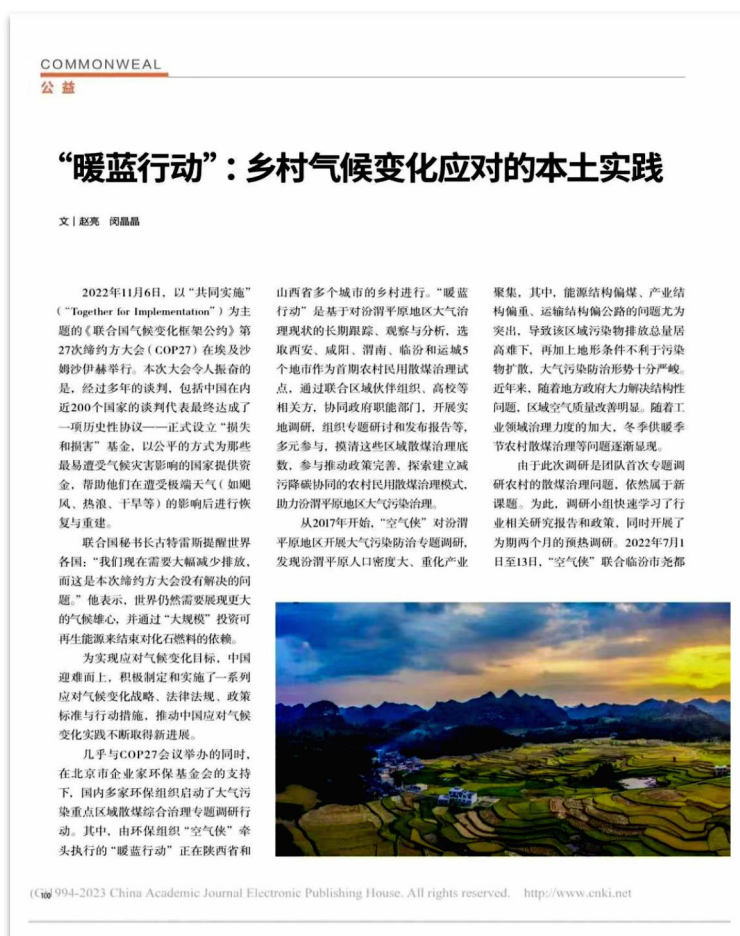 COMMONWEAL
公益
“暖蓝行动”：乡村气候变化应对的本土实践
文 | 赵亮 闵晶晶
2022年11月6日，以“共同实施”
（“Together for Implementation”）为主
题的《联合国气候变化框架公约》第
27次缔约方大会（COP27）在埃及沙
姆沙伊赫举行。本次大会令人振奋的
是，经过多年的谈判，包括中国在内
近200个国家的谈判代表最终达成了
一项历史性协议——正式设立“损失
和损害”基金，以公平的方式为那些
最易遭受气候灾害影响的国家提供资
金，帮助他们在遭受极端天气（如飓
风、热浪、干旱等）的影响后进行恢
复与重建。
联合国秘书长古特雷斯提醒世界
各国：“我们现在需要大幅减少排放，
而这是本次缔约方大会没有解决的问
题。”他表示，世界仍然需要展现更大
的气候雄心，并通过“大规模”投资可
再生能源来结束对化石燃料的依赖。
为实现应对气候变化目标，中国
迎难而上，积极制定和实施了一系列
应对气候变化战略、法律法规、政策
标准与行动措施，推动中国应对气候
变化实践不断取得新进展。
几乎与COP27会议举办的同时，
在北京市企业家环保基金会的支持
下，国内多家环保组织启动了大气污
染重点区域散煤综合治理专题调研行
动。其中，由环保组织“空气侠”牵
头执行的“暖蓝行动”正在陕西省和
山西省多个城市的乡村进行。“暖蓝
行动”是基于对汾渭平原地区大气治
理现状的长期跟踪、观察与分析，选
取西安、咸阳、渭南、临汾和运城5
个地市作为首期农村民用散煤治理试
点，通过联合区域伙伴组织、高校等
相关方，协同政府职能部门，开展实
地调研，组织专题研讨和发布报告等，
多元参与，摸清这些区域散煤治理底
数，参与推动政策完善，探索建立减
污降碳协同的农村民用散煤治理模式，
助力汾渭平原地区大气污染治理。
从2017年开始，“空气侠”对汾渭
平原地区开展大气污染防治专题调研，
发现汾渭平原人口密度大、重化产业
聚集，其中，能源结构偏煤、产业结
构偏重、运输结构偏公路的问题尤为
突出，导致该区域污染物排放总量居
高难下，再加上地形条件不利于污染
物扩散，大气污染防治形势十分严峻。
近年来，随着地方政府大力解决结构性
问题，区域空气质量改善明显。随着工
业领域治理力度的加大，冬季供暖季
节农村散煤治理等问题逐渐显现。
由于此次调研是团队首次专题调
研农村的散煤治理问题，依然属于新
课题。为此，调研小组快速学习了行
业相关研究报告和政策，同时开展了
为期两个月的预热调研。2022年7月1
日至13日，“空气侠”联合临汾市尧都
100
(C)1994-2023 China Academic Journal Electronic Publishing House. All rights reserved. http://www.cnki.net